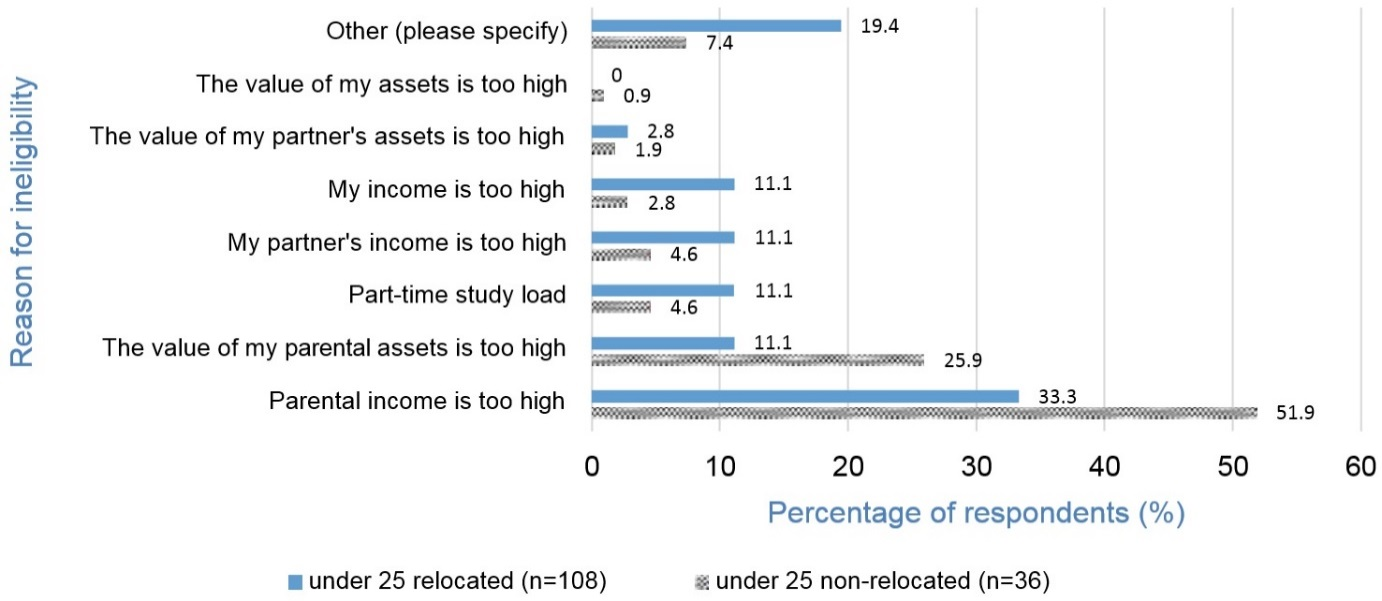 Reason for ineligibility
Other (please specify)
19.4
7.4
The value of my assets is too high
0
0.9
The value of my partner's assets is too high
2.8
1.9
My income is too high
11.1
2.8
My partner's income is too high
11.1
4.6
Part-time study load
11.1
4.6
The value of my parental assets is too high
11.1
25.9
Parental income is too high
33.3
51.9
0 10 20 30 40 50 60
Percentage of respondents (%)
under 25 relocated (n=108) under 25 non-relocated (n=36)